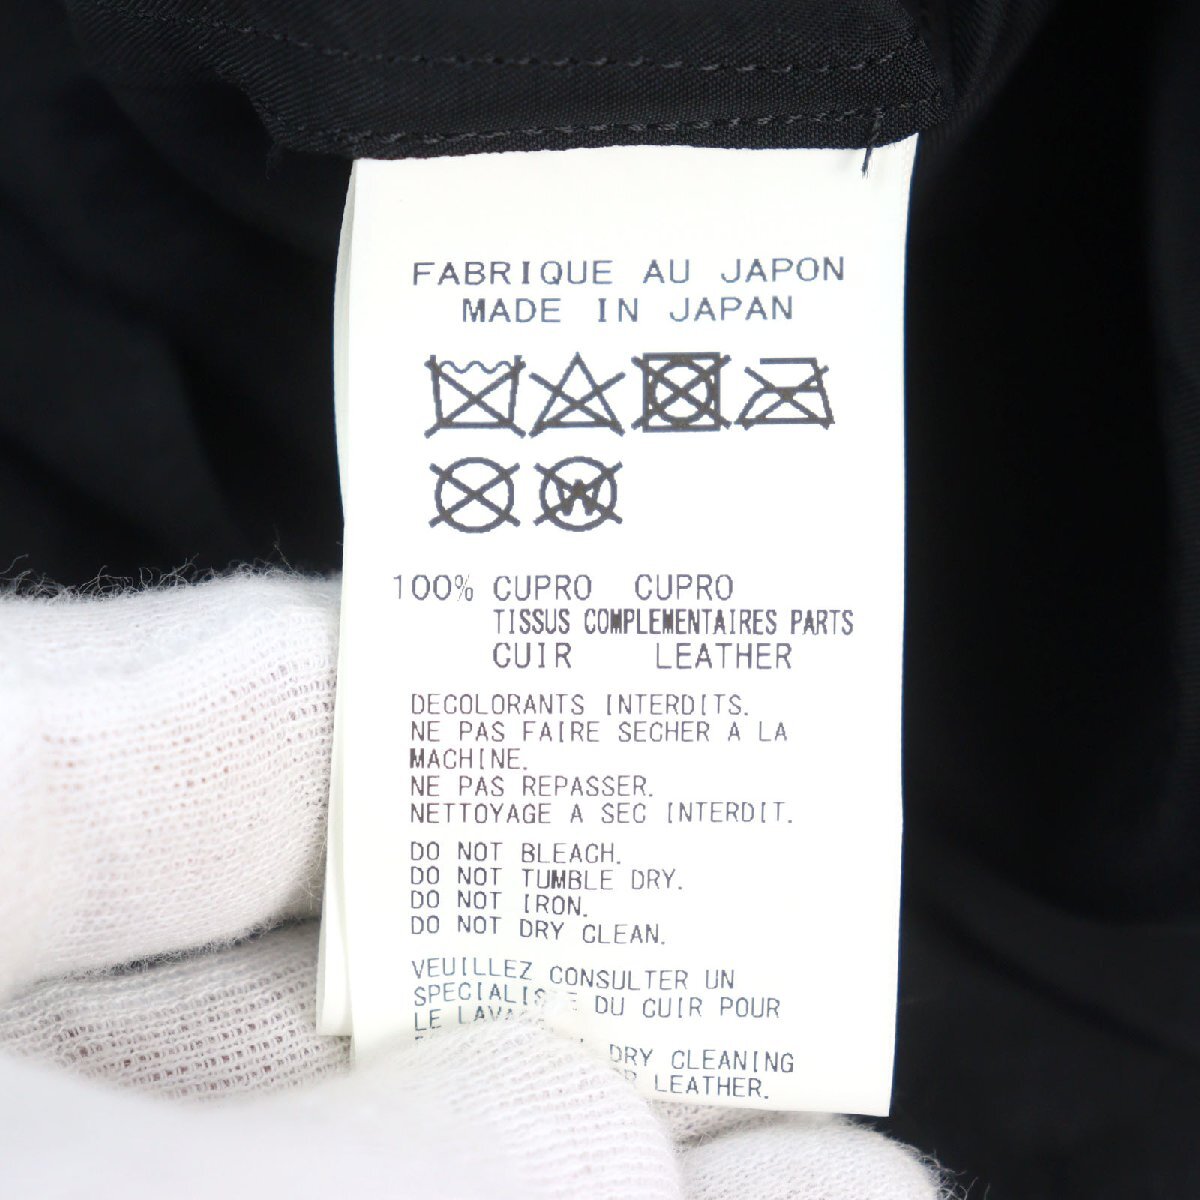 FABRIQUE AU JAPON
MADE IN JAPAN
W
100% CUPRO CUPRO
TISSUS COMPLEMENTAIRES PARTS
CUIR LEATHER
DECOLORANTS INTERDITS.
NE PAS FAIRE SECHER A LA
MACHINE.
NE PAS REPASSER.
NETTOYAGE A SEC INTERDIT.
DO NOT BLEACH.
DO NOT TUMBLE DRY.
DO NOT IRON.
DO NOT DRY CLEAN.
VEUILLEZ CONSULTER UN
DU CUIR POUR
LE
DRY CLEANING
LEATHER.